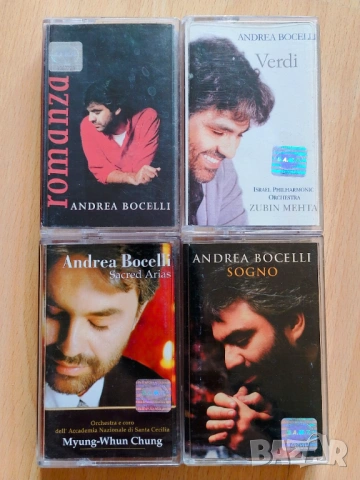 romanza
ANDREA BOCELLI
ANDREA BOCELLI
Verdi
ISRAEL PHILHARMONIC
ORCHESTRA
ZUBIN MEHTA
Andrea Bocelli
Sacred Arias
Orchestra e coro
dell'Accademia Nazionale di Santa Cecilia
Myung-Whun Chung
ANDREA BOCELLI
SOGNO
bazar